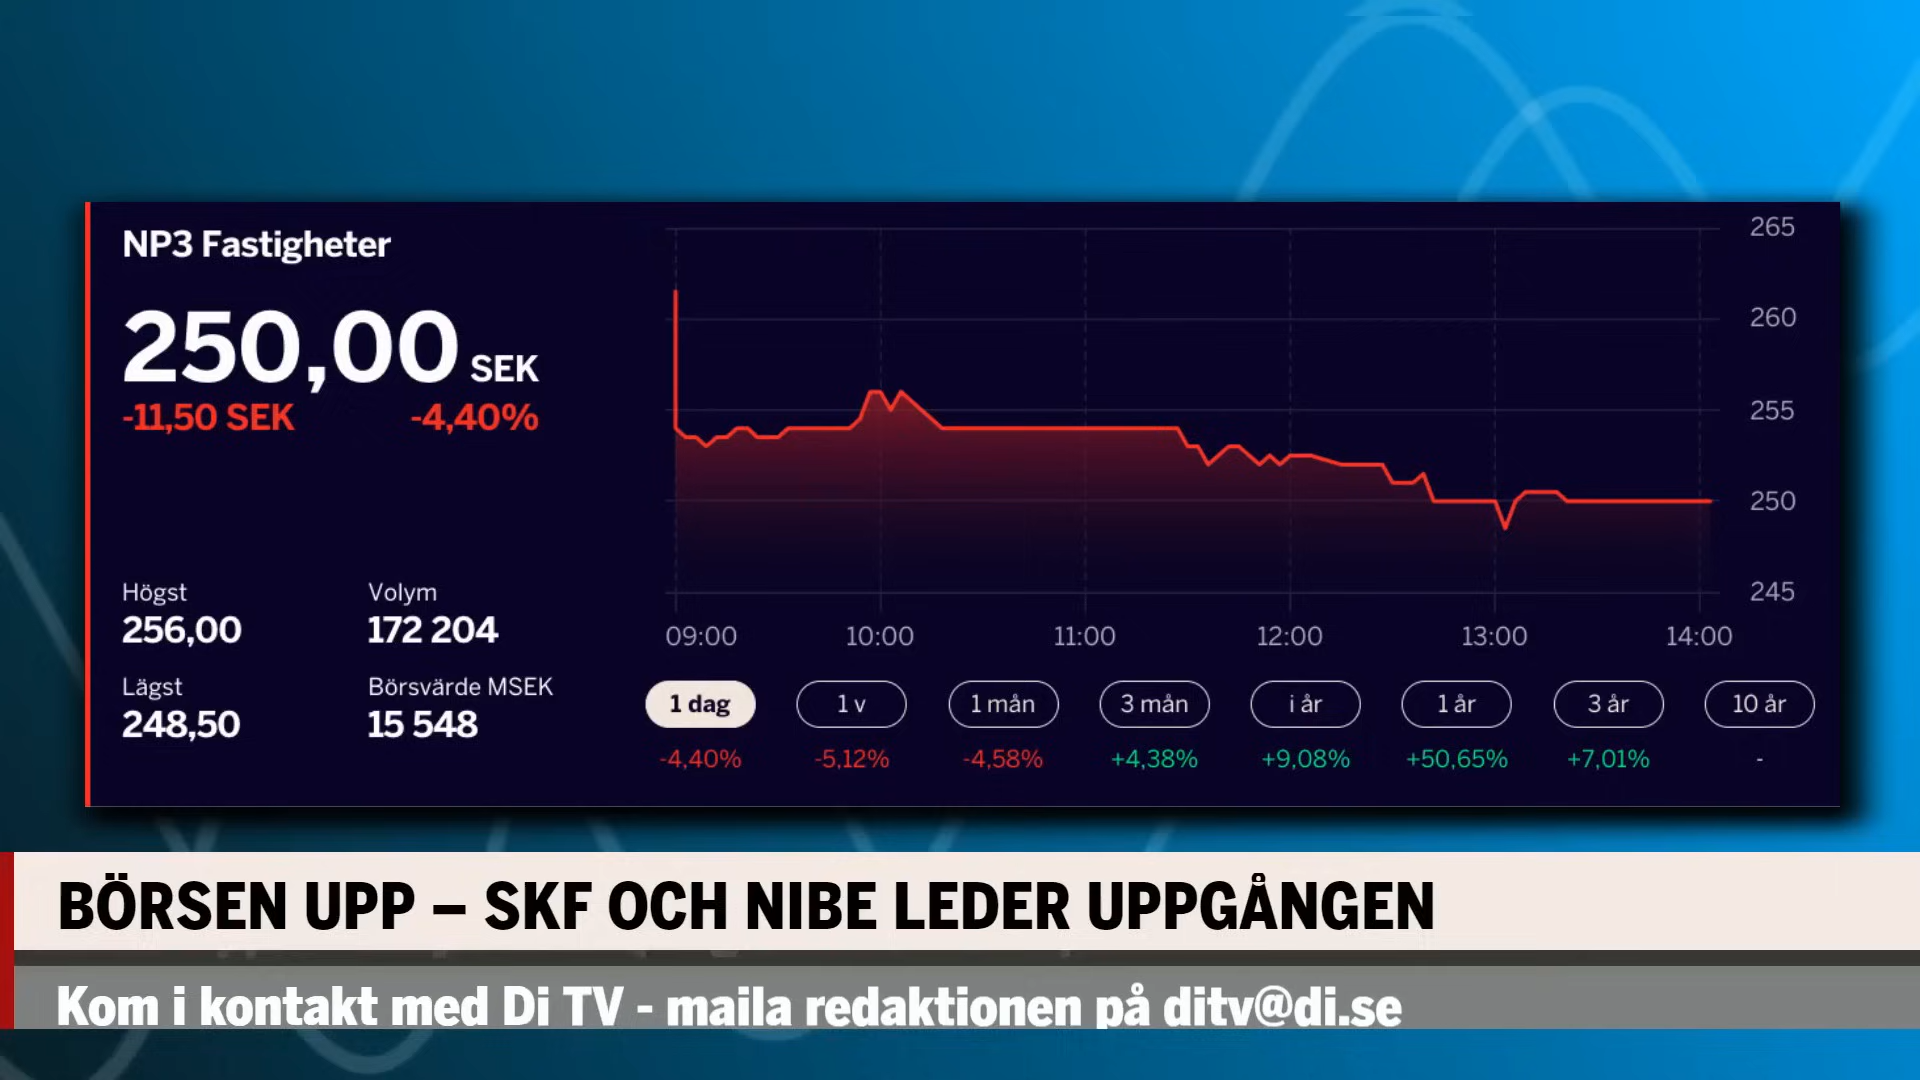 NP3 Fastigheter
250,00 SEK
-11,50 SEK -4,40%
Högst Volym
256,00 172 204
Lägst Börsvärde MSEK
248,50 15 548
265
260
255
250
245
09:00 10:00 11:00 12:00 13:00 14:00
1 dag 1 v 1 mån 3 mån i år 1 år 3 år 10 år
-4,40% -5,12% -4,58% +4,38% +9,08% +50,65% +7,01% -
BÖRSEN UPP – SKF OCH NIBE LEDER UPPGÅNGEN
Kom i kontakt med Di TV - maila redaktionen på ditv@di.se